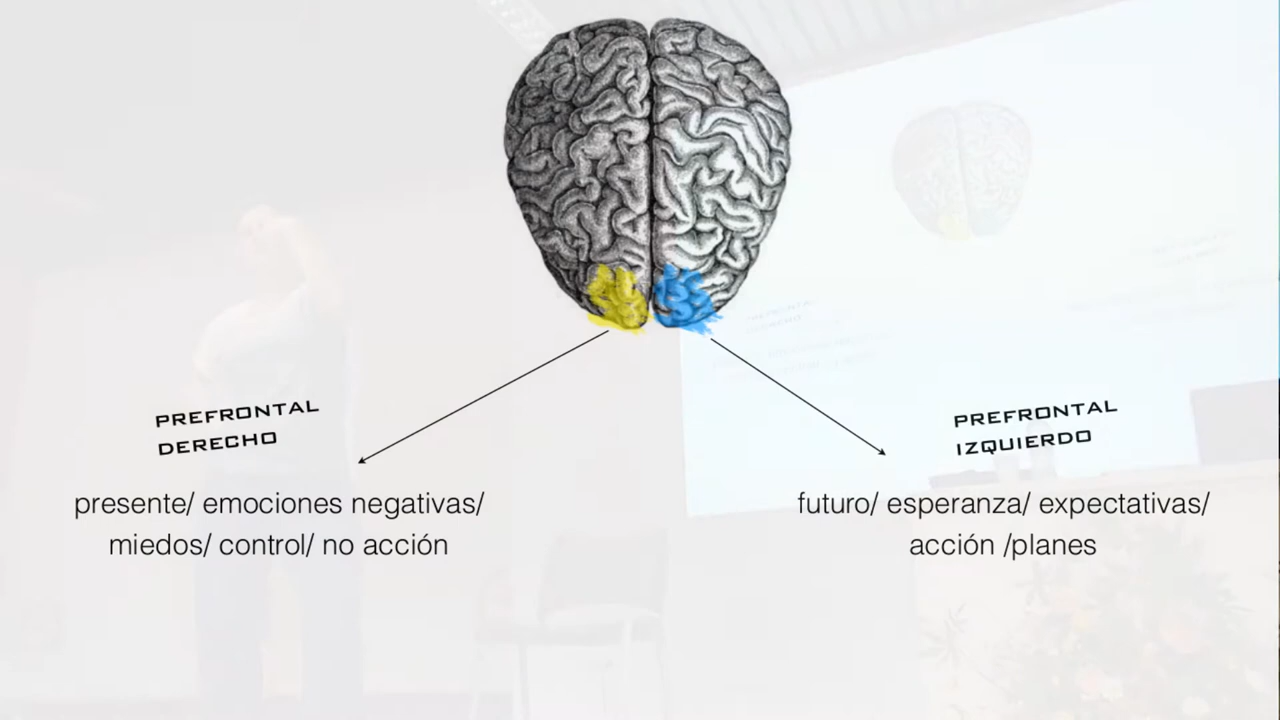 PREFRONTAL
DERECHO
presente/ emociones negativas/
miedos/ control/ no acción
PREFRONTAL
IZQUIERDO
futuro/ esperanza/ expectativas/
acción /planes